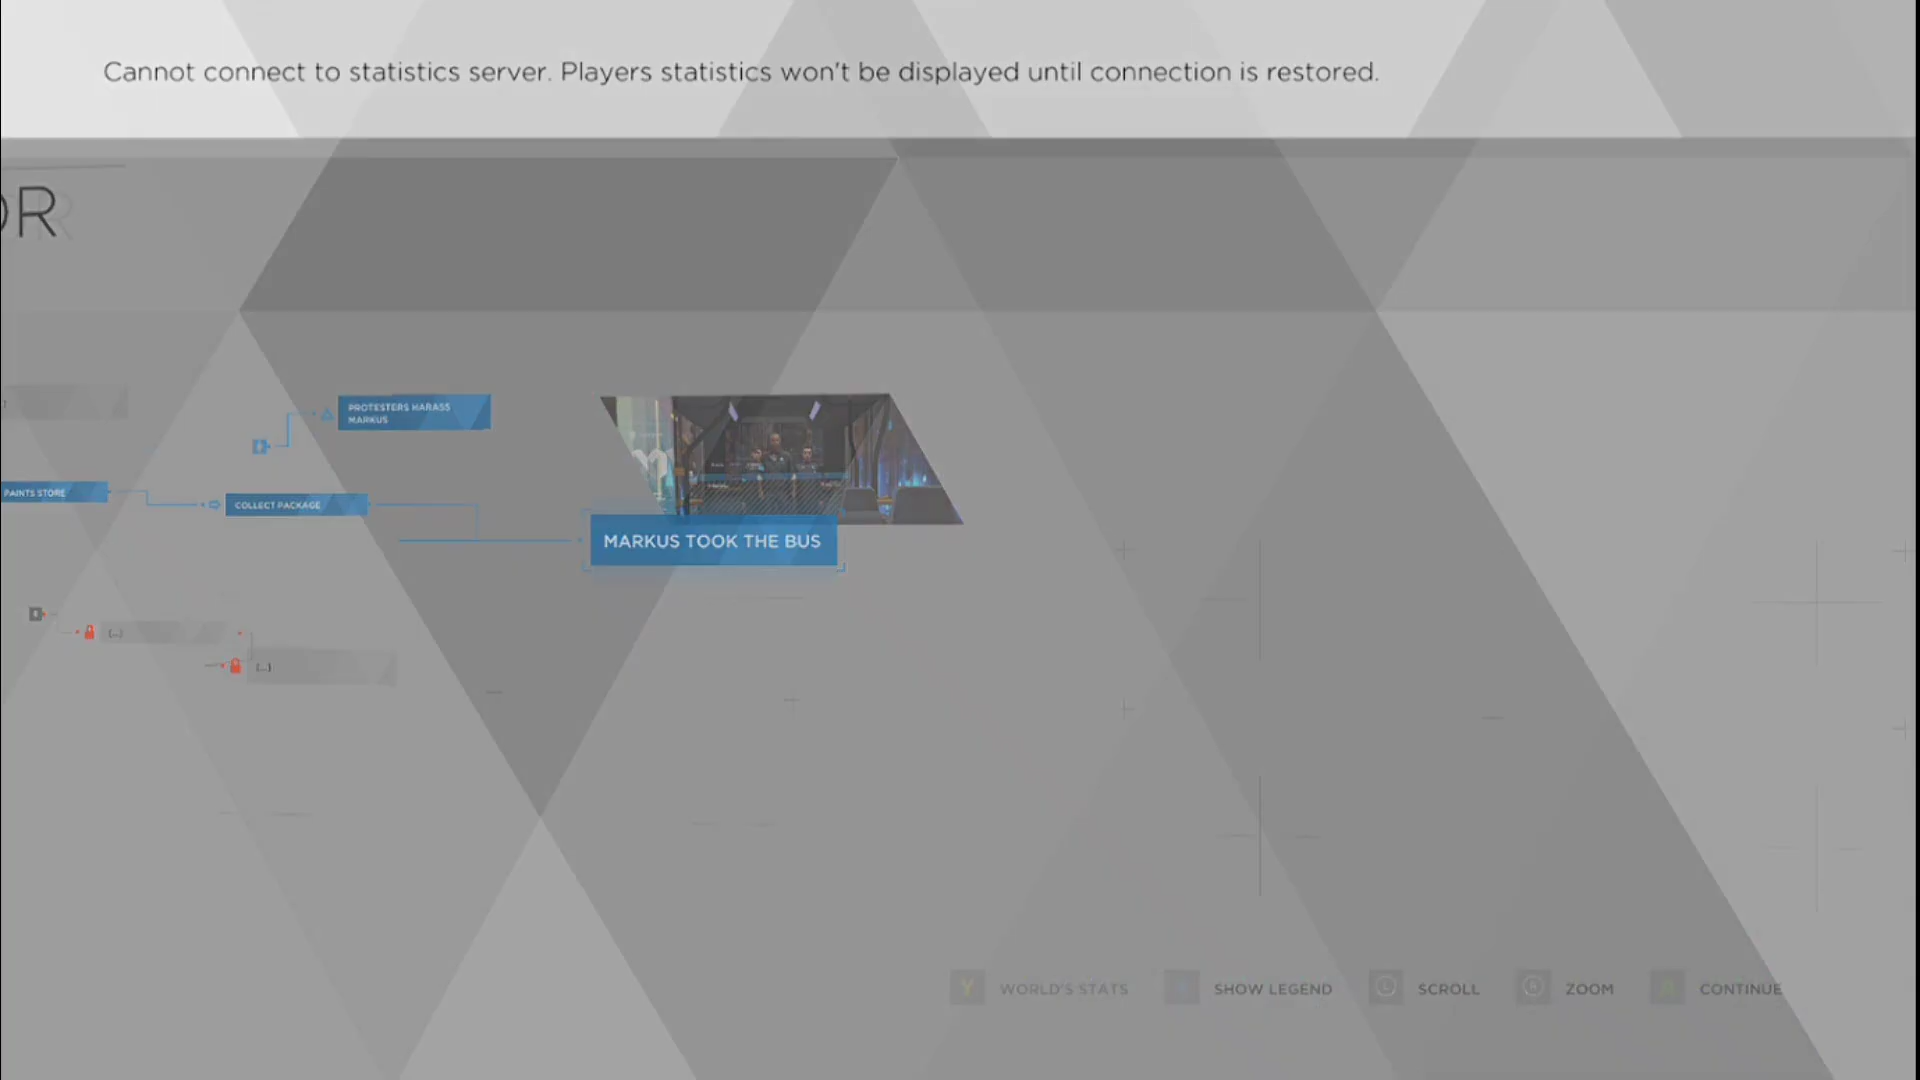 Cannot connect to statistics server. Players statistics won't be displayed until connection is restored.
OR
PROTESTERS HARASS
MARKUS
PAINTS STORE
COLLECT PACKAGE
MARKUS TOOK THE BUS
(...)
(...)
Y WORLD'S STATS
SHOW LEGEND
L SCROLL
R ZOOM
A CONTINUE